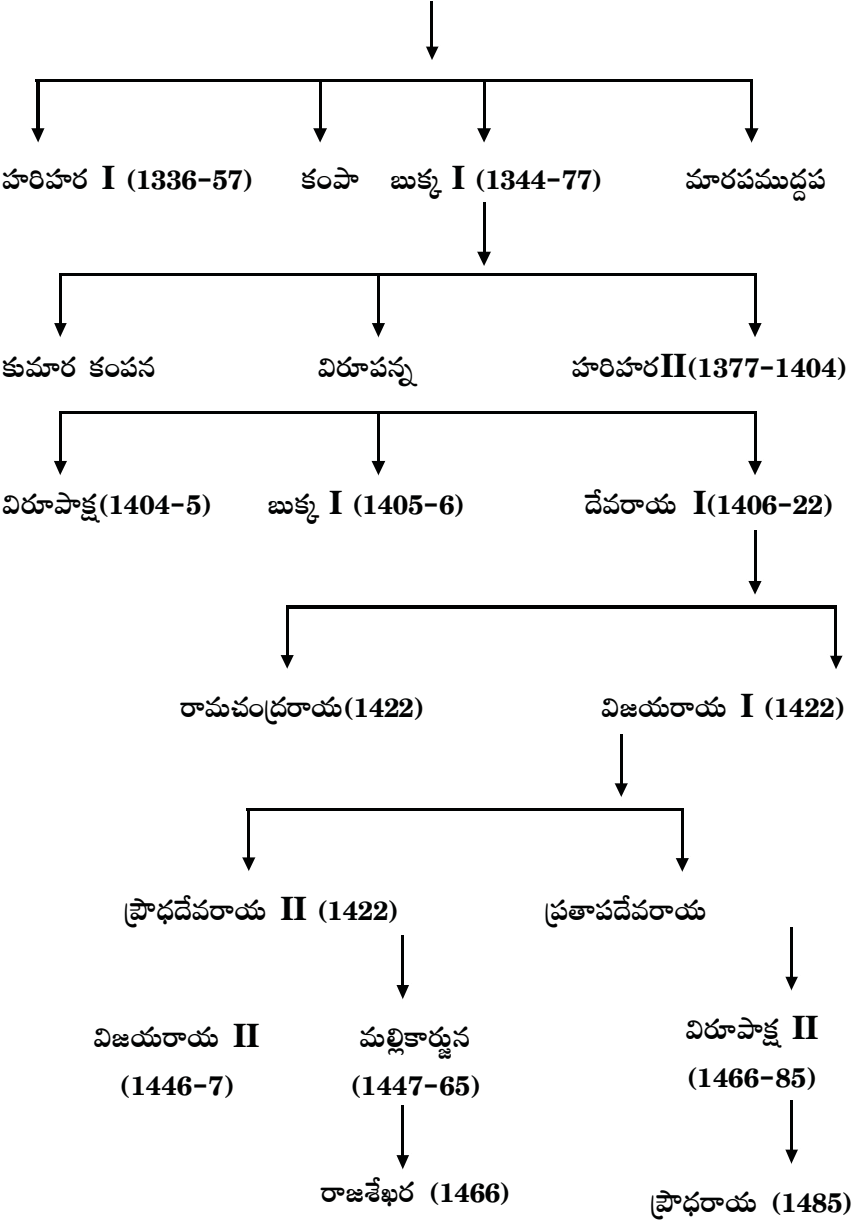 హరిహర I (1336-57) కంపా బుక్క I (1344-77) మారపముద్దప
కుమార కంపన విరూపన్న హరిహరII(1377-1404)
విరూపాక్ష(1404-5) బుక్క I (1405-6) దేవరాయ I(1406-22)
రామచంద్రరాయ(1422) విజయరాయ I (1422)
ప్రౌఢదేవరాయ II (1422) ప్రతాపదేవరాయ
విజయరాయ II మల్లికార్జున విరూపాక్ష II
(1446-7) (1447-65) (1466-85)
రాజశేఖర (1466) ప్రౌఢరాయ (1485)